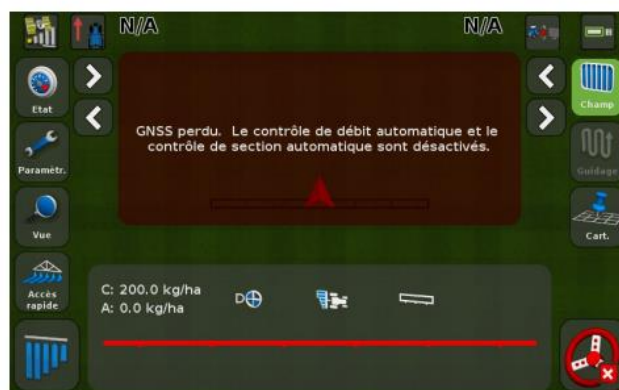 N/A
N/A
Etat
Champ
GNSS perdu. Le contrôle de débit automatique et le
contrôle de section automatique sont désactivés.
Paramètr.
Guidage
Vue
Cart.
Accès
rapide
C: 200.0 kg/ha
A: 0.0 kg/ha
D